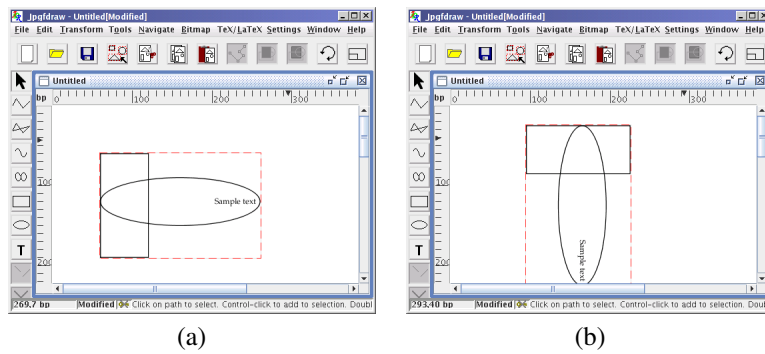 Jpgfdraw - Untitled[Modified]
File Edit Transform Tools Navigate Bitmap TeX/LaTeX Settings Window Help
Untitled
bp 0 100 200 300
100
200
Sample text
T
269,7 bp Modified Click on path to select. Control-click to add to selection. Doubl
(a)
Jpgfdraw - Untitled[Modified]
File Edit Transform Tools Navigate Bitmap TeX/LaTeX Settings Window Help
Untitled
bp 0 100 200 300
100
200
Sample text
T
293,40 bp Modified Click on path to select. Control-click to add to selection. Doubl
(b)